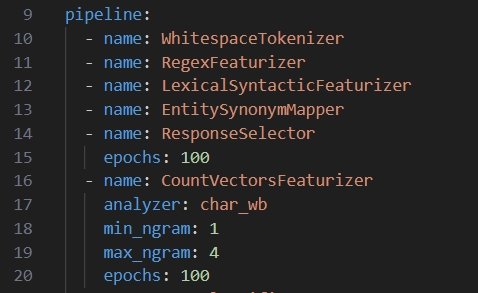 9 pipeline:
10 - name: WhitespaceTokenizer
11 - name: RegexFeaturizer
12 - name: LexicalSyntacticFeaturizer
13 - name: EntitySynonymMapper
14 - name: ResponseSelector
15 epochs: 100
16 - name: CountVectorsFeaturizer
17 analyzer: char_wb
18 min_ngram: 1
19 max_ngram: 4
20 epochs: 100